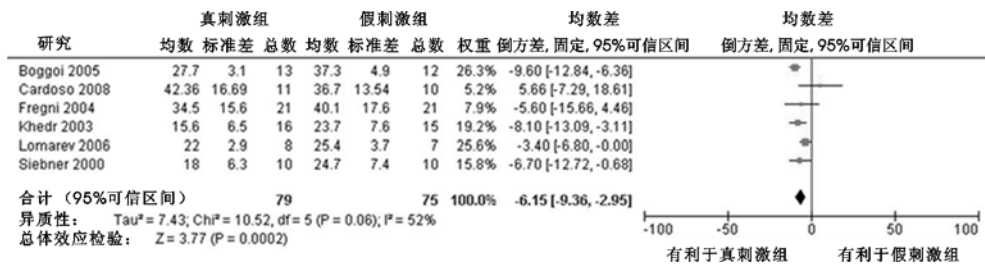 真刺激组 假刺激组 均数差 均数差
研究 均数 标准差 总数 均数 标准差 总数 权重 倒方差, 固定, 95%可信区间 倒方差, 固定, 95%可信区间
Boggoi 2005 27.7 3.1 13 37.3 4.9 12 26.3% -9.60 [-12.84, -6.36]
Cardoso 2008 42.36 16.69 11 36.7 13.54 10 5.2% 5.66 [-7.29, 18.61]
Fregni 2004 34.5 15.6 21 40.1 17.6 21 7.9% -5.60 [-15.66, 4.46]
Khedr 2003 15.6 6.5 16 23.7 7.6 15 19.2% -8.10 [-13.09, -3.11]
Lomarev 2006 22 2.9 8 25.4 3.7 7 25.6% -3.40 [-6.80, -0.00]
Siebner 2000 18 6.3 10 24.7 7.4 10 15.8% -6.70 [-12.72, -0.68]
合计（95%可信区间） 79 75 100.0% -6.15 [-9.36, -2.95]
异质性： Tau² = 7.43; Chi² = 10.52, df = 5 (P = 0.06); I² = 52%
总体效应检验： Z = 3.77 (P = 0.0002)
-100 -50 0 50 100
有利于真刺激组 有利于假刺激组